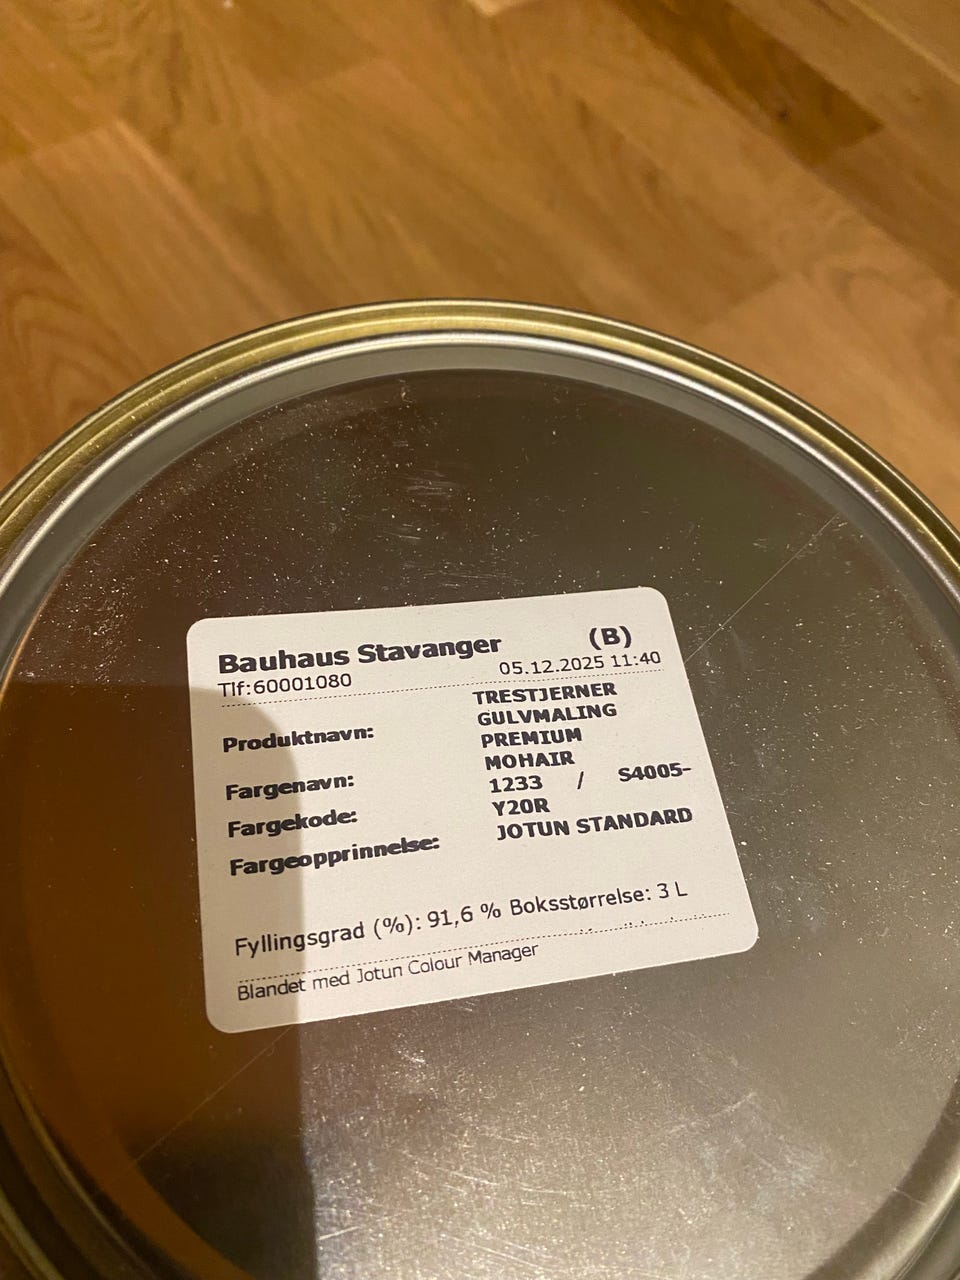 Bauhaus Stavanger (B)
Tlf:60001080 05.12.2025 11:40
Produktnavn: TRESTJERNER
GULVMALING
PREMIUM
Fargenavn: MOHAIR
Fargekode: 1233 / S4005-
Y20R
Fargeopprinnelse: JOTUN STANDARD
Fyllingsgrad (%): 91,6 % Boksstørrelse: 3 L
Blandet med Jotun Colour Manager